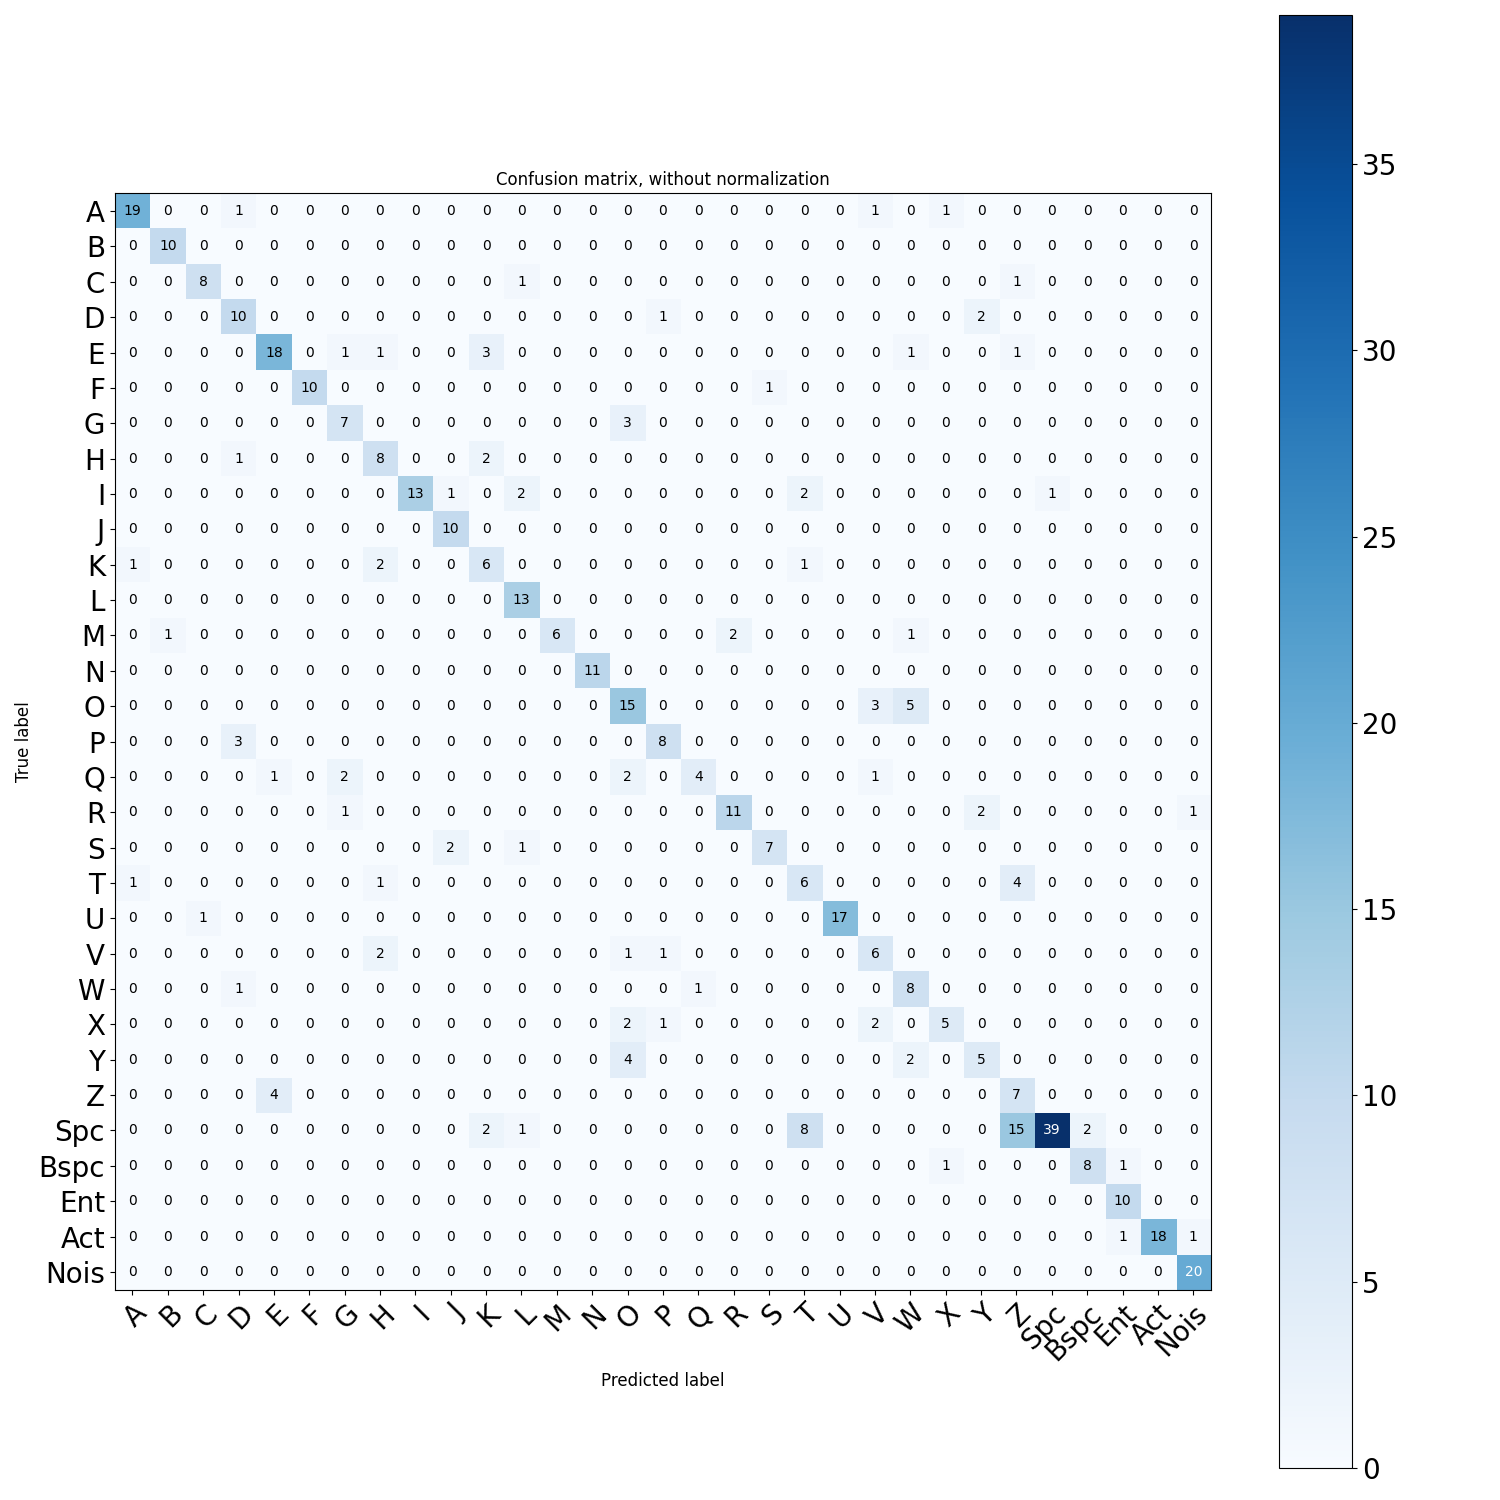 Confusion matrix, without normalization
A 19 0 0 1 0 0 0 0 0 0 0 0 0 0 0 0 0 0 0 0 0 1 0 1 0 0 0 0 0 0 0
B 0 10 0 0 0 0 0 0 0 0 0 0 0 0 0 0 0 0 0 0 0 0 0 0 0 0 0 0 0 0 0
C 0 0 8 0 0 0 0 0 0 0 0 1 0 0 0 0 0 0 0 0 0 0 0 0 0 1 0 0 0 0 0
D 0 0 0 10 0 0 0 0 0 0 0 0 0 0 0 1 0 0 0 0 0 0 0 0 2 0 0 0 0 0 0
E 0 0 0 0 18 0 1 1 0 0 3 0 0 0 0 0 0 0 0 0 0 0 1 0 0 1 0 0 0 0 0
F 0 0 0 0 0 10 0 0 0 0 0 0 0 0 0 0 0 0 1 0 0 0 0 0 0 0 0 0 0 0 0
G 0 0 0 0 0 0 7 0 0 0 0 0 0 0 3 0 0 0 0 0 0 0 0 0 0 0 0 0 0 0 0
H 0 0 0 1 0 0 0 8 0 0 2 0 0 0 0 0 0 0 0 0 0 0 0 0 0 0 0 0 0 0 0
I 0 0 0 0 0 0 0 0 13 1 0 2 0 0 0 0 0 0 0 2 0 0 0 0 0 0 1 0 0 0 0
J 0 0 0 0 0 0 0 0 0 10 0 0 0 0 0 0 0 0 0 0 0 0 0 0 0 0 0 0 0 0 0
K 1 0 0 0 0 0 0 2 0 0 6 0 0 0 0 0 0 0 0 1 0 0 0 0 0 0 0 0 0 0 0
L 0 0 0 0 0 0 0 0 0 0 0 13 0 0 0 0 0 0 0 0 0 0 0 0 0 0 0 0 0 0 0
M 0 1 0 0 0 0 0 0 0 0 0 0 6 0 0 0 0 2 0 0 0 0 1 0 0 0 0 0 0 0 0
N 0 0 0 0 0 0 0 0 0 0 0 0 0 11 0 0 0 0 0 0 0 0 0 0 0 0 0 0 0 0 0
O 0 0 0 0 0 0 0 0 0 0 0 0 0 0 15 0 0 0 0 0 0 3 5 0 0 0 0 0 0 0 0
P 0 0 0 3 0 0 0 0 0 0 0 0 0 0 0 8 0 0 0 0 0 0 0 0 0 0 0 0 0 0 0
Q 0 0 0 0 1 0 2 0 0 0 0 0 0 0 2 0 4 0 0 0 0 1 0 0 0 0 0 0 0 0 0
R 0 0 0 0 0 0 1 0 0 0 0 0 0 0 0 0 0 11 0 0 0 0 0 0 2 0 0 0 0 0 1
S 0 0 0 0 0 0 0 0 0 2 0 1 0 0 0 0 0 0 7 0 0 0 0 0 0 0 0 0 0 0 0
T 1 0 0 0 0 0 0 1 0 0 0 0 0 0 0 0 0 0 0 6 0 0 0 0 0 4 0 0 0 0 0
U 0 0 1 0 0 0 0 0 0 0 0 0 0 0 0 0 0 0 0 0 17 0 0 0 0 0 0 0 0 0 0
V 0 0 0 0 0 0 0 2 0 0 0 0 0 0 1 1 0 0 0 0 0 6 0 0 0 0 0 0 0 0 0
W 0 0 0 1 0 0 0 0 0 0 0 0 0 0 0 0 1 0 0 0 0 0 8 0 0 0 0 0 0 0 0
X 0 0 0 0 0 0 0 0 0 0 0 0 0 0 2 1 0 0 0 0 0 2 0 5 0 0 0 0 0 0 0
Y 0 0 0 0 0 0 0 0 0 0 0 0 0 0 4 0 0 0 0 0 0 0 2 0 5 0 0 0 0 0 0
Z 0 0 0 0 4 0 0 0 0 0 0 0 0 0 0 0 0 0 0 0 0 0 0 0 0 7 0 0 0 0 0
Spc 0 0 0 0 0 0 0 0 0 0 2 1 0 0 0 0 0 0 0 8 0 0 0 0 0 15 39 2 0 0 0
Bspc 0 0 0 0 0 0 0 0 0 0 0 0 0 0 0 0 0 0 0 0 0 0 0 1 0 0 0 8 1 0 0
Ent 0 0 0 0 0 0 0 0 0 0 0 0 0 0 0 0 0 0 0 0 0 0 0 0 0 0 0 0 10 0 0
Act 0 0 0 0 0 0 0 0 0 0 0 0 0 0 0 0 0 0 0 0 0 0 0 0 0 0 0 0 1 18 1
Nois 0 0 0 0 0 0 0 0 0 0 0 0 0 0 0 0 0 0 0 0 0 0 0 0 0 0 0 0 0 0 20
A B C D E F G H I J K L M N O P Q R S T U V W X Y Z Spc Bspc Ent Act Nois
Predicted label
True label
35
30
25
20
15
10
5
0